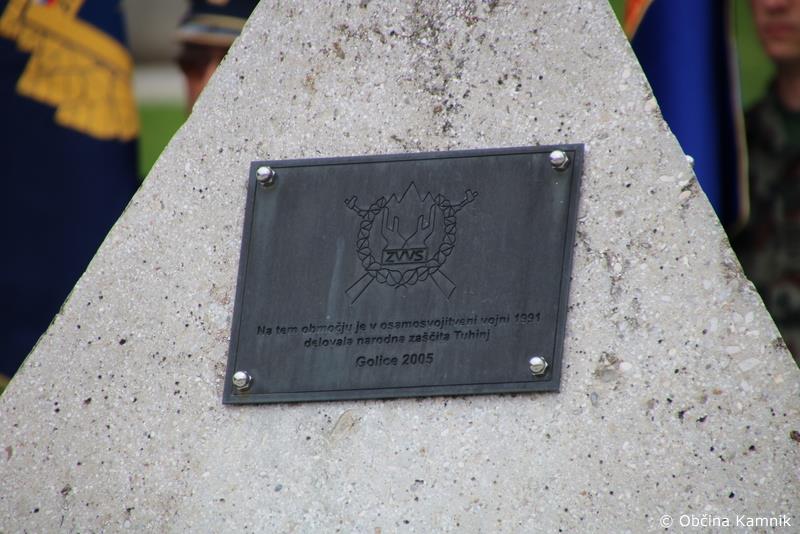 ZVVS
Na tem območju je v osamosvojitveni vojni 1991
delovala narodna zaščita Tuhinj
Golice 2005
© Občina Kamnik